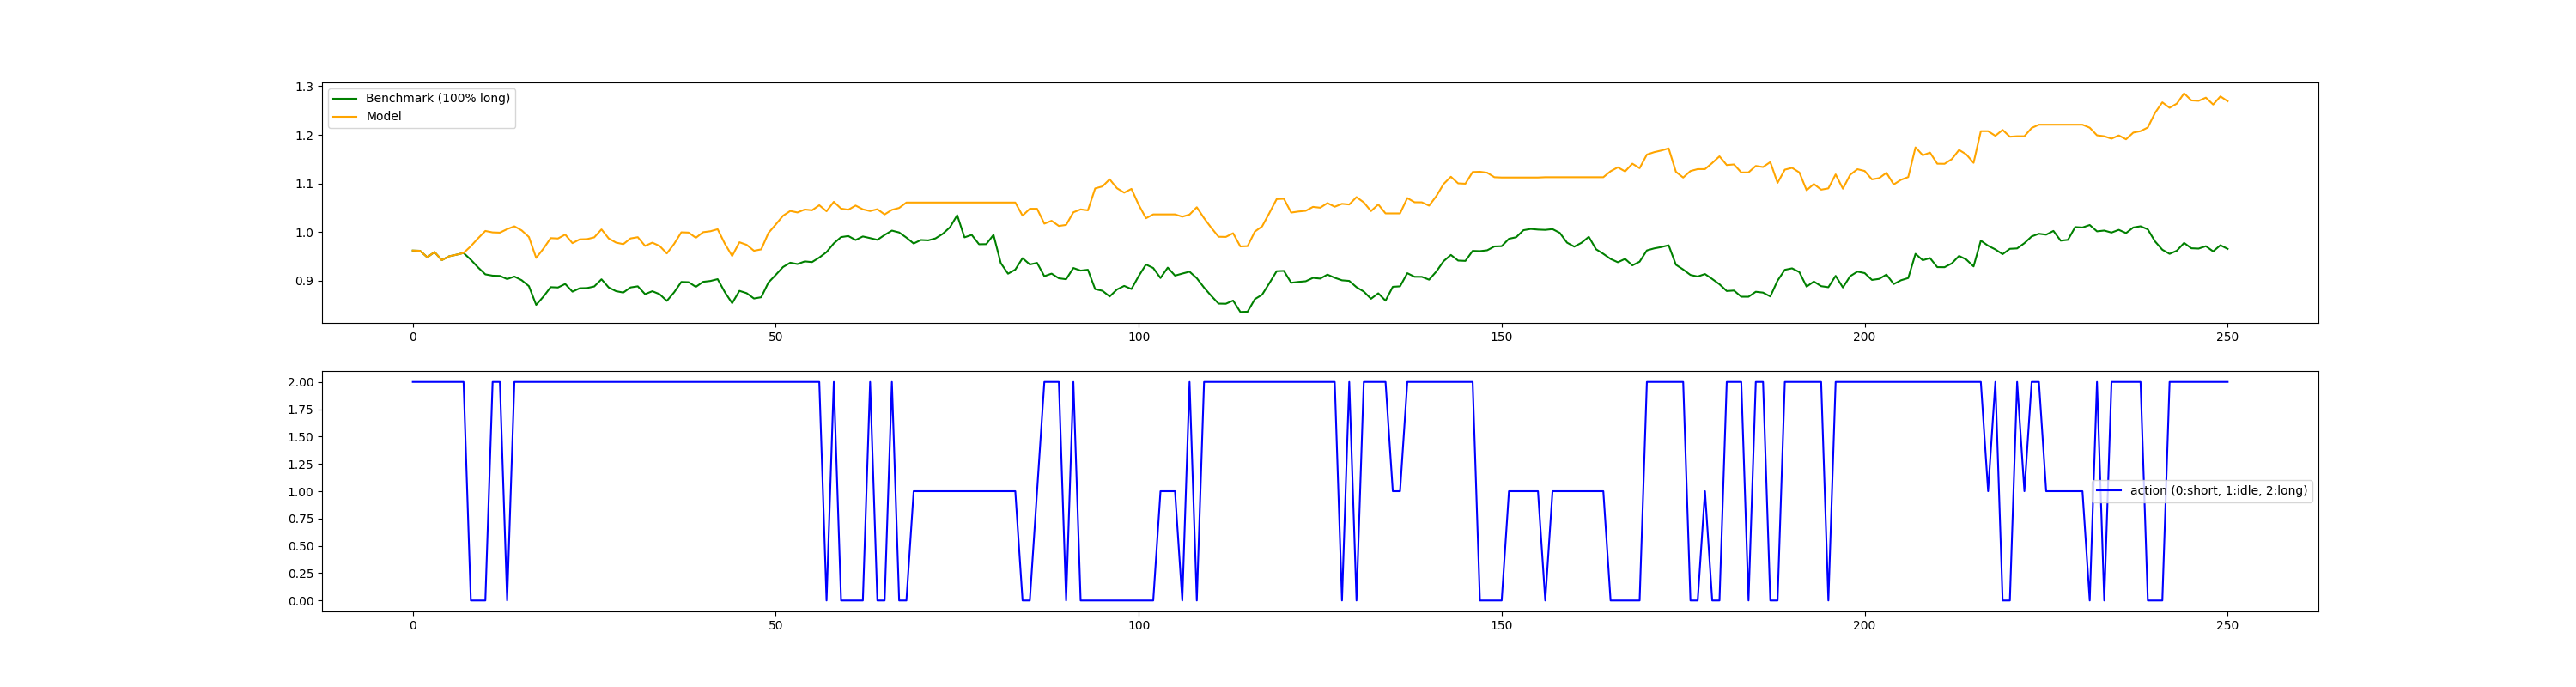 1.3
1.2
1.1
1.0
0.9
Benchmark (100% long)
Model
0 50 100 150 200 250
2.00
1.75
1.50
1.25
1.00
0.75
0.50
0.25
0.00
action (0:short, 1:idle, 2:long)
0 50 100 150 200 250